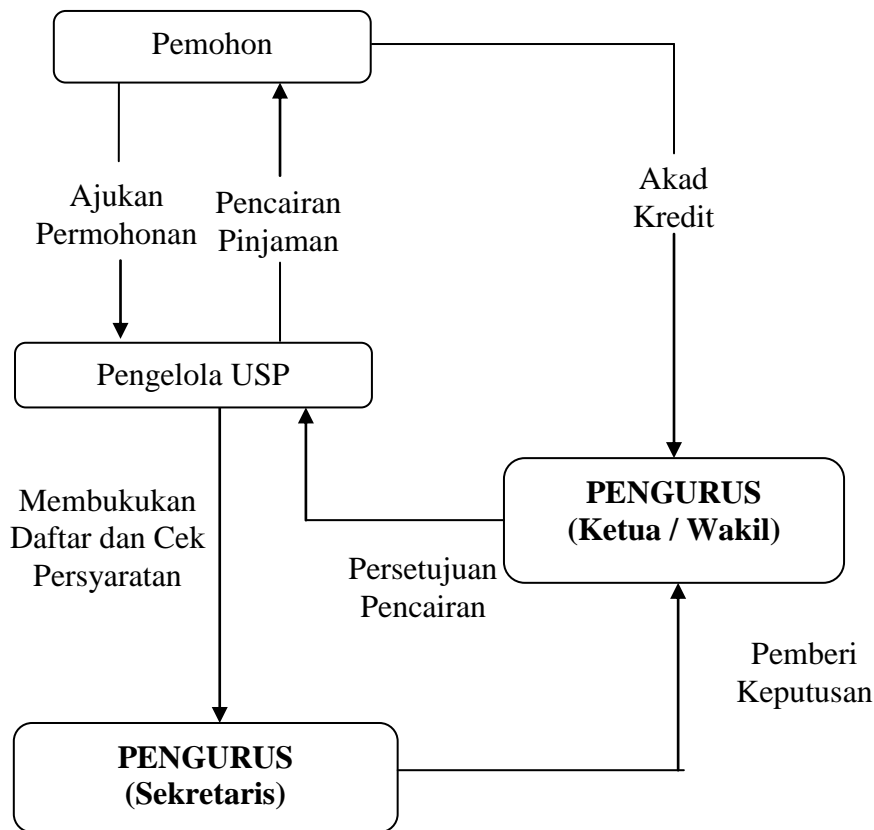 Pemohon
Ajukan
Permohonan
Pencairan
Pinjaman
Akad
Kredit
Pengelola USP
Membukukan
Daftar dan Cek
Persyaratan
PENGURUS
(Ketua / Wakil)
Persetujuan
Pencairan
Pemberi
Keputusan
PENGURUS
(Sekretaris)